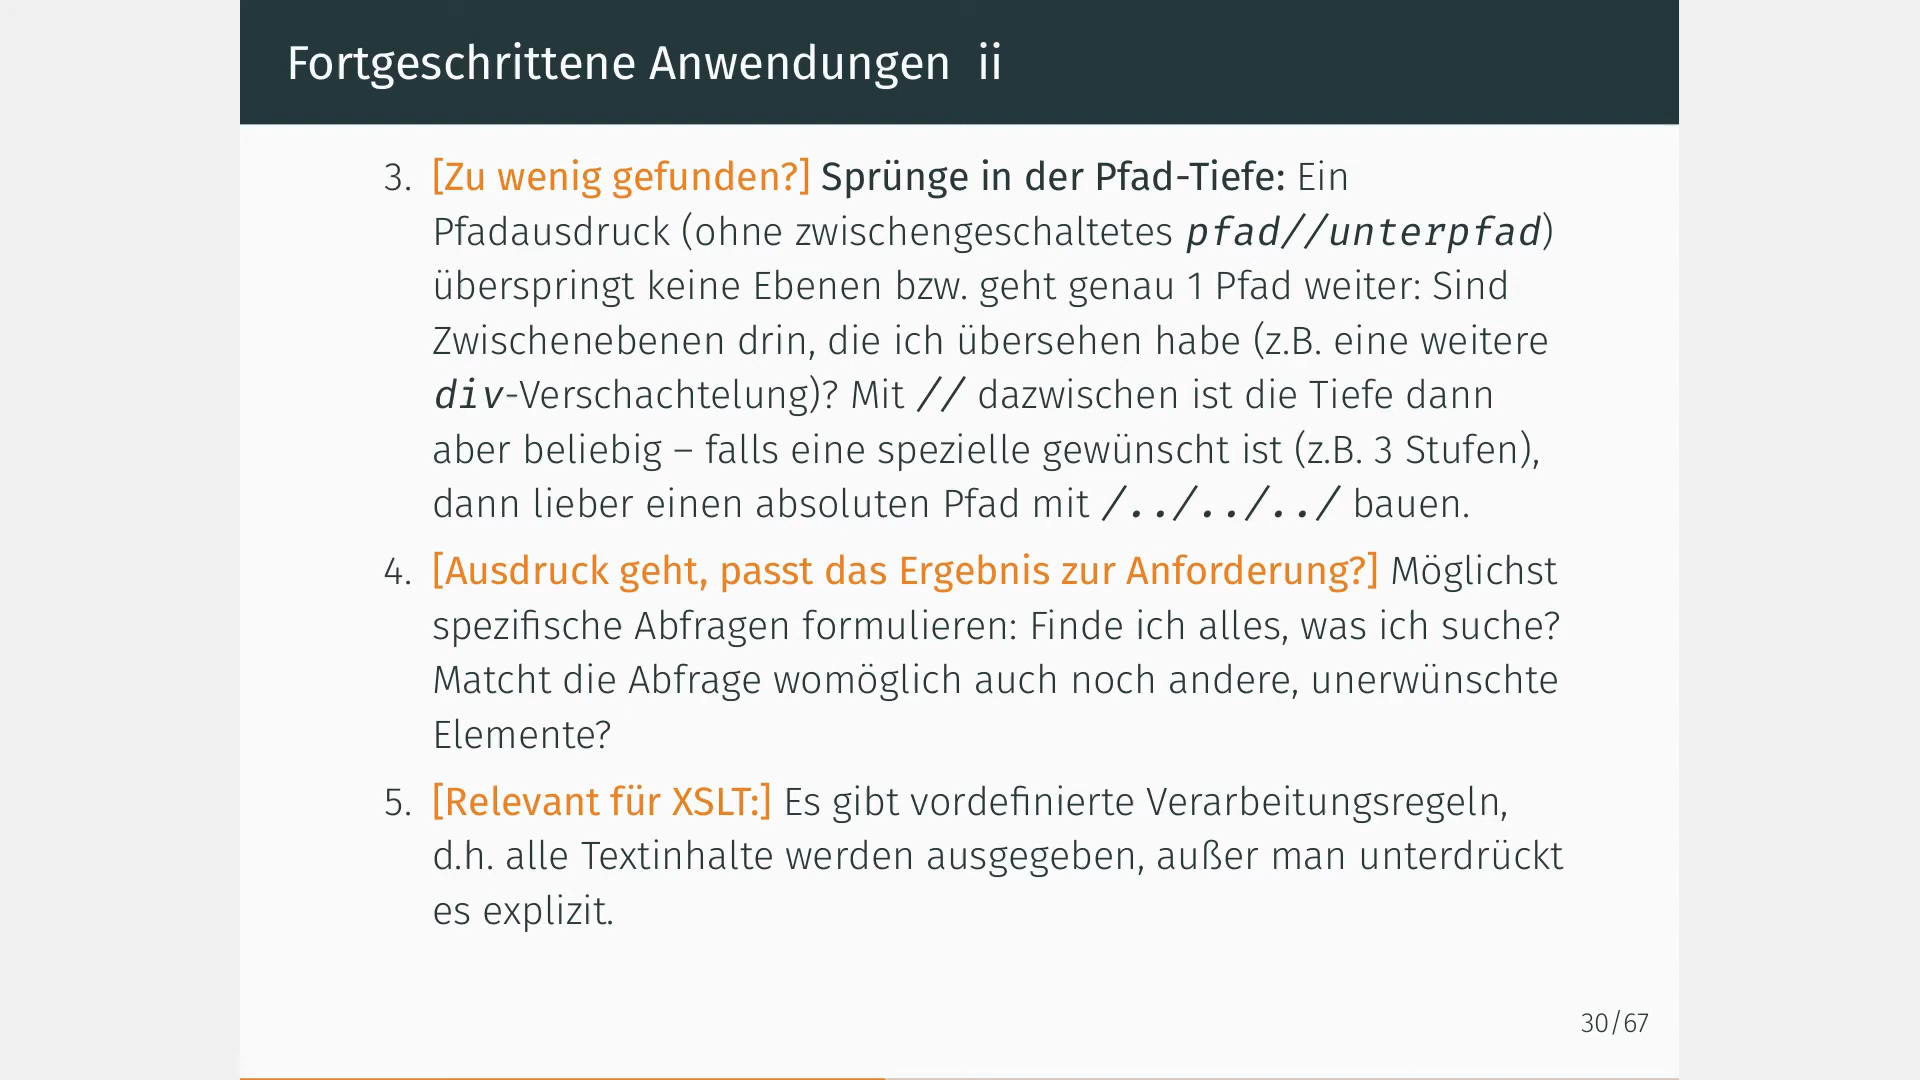 Fortgeschrittene Anwendungen ii
3. [Zu wenig gefunden?] Sprünge in der Pfad-Tiefe: Ein
Pfadausdruck (ohne zwischengeschaltetes pfad//unterpfad)
überspringt keine Ebenen bzw. geht genau 1 Pfad weiter: Sind
Zwischenebenen drin, die ich übersehen habe (z.B. eine weitere
div-Verschachtelung)? Mit // dazwischen ist die Tiefe dann
aber beliebig – falls eine spezielle gewünscht ist (z.B. 3 Stufen),
dann lieber einen absoluten Pfad mit /../../../ bauen.
4. [Ausdruck geht, passt das Ergebnis zur Anforderung?] Möglichst
spezifische Abfragen formulieren: Finde ich alles, was ich suche?
Matcht die Abfrage womöglich auch noch andere, unerwünschte
Elemente?
5. [Relevant für XSLT:] Es gibt vordefinierte Verarbeitungsregeln,
d.h. alle Textinhalte werden ausgegeben, außer man unterdrückt
es explizit.
30/67